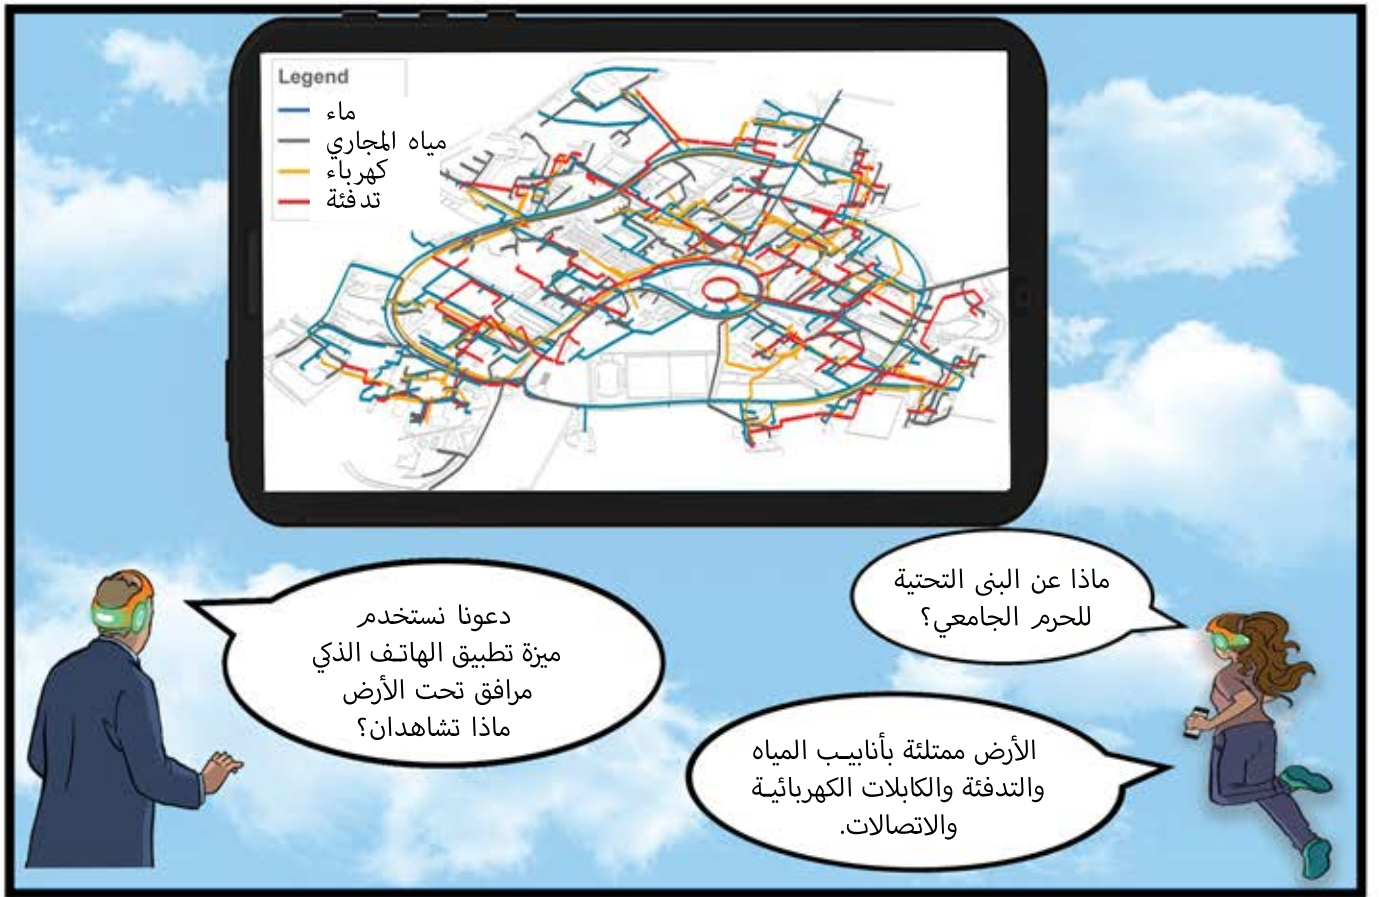 Legend
ماء
مياه المجاري
كهرباء
تدفئة
ماذا عن البنى التحتية
للحرم الجامعي؟
دعونا نستخدم
ميزة تطبيق الهاتف الذكي
مرافق تحت الأرض
ماذا تشاهدان؟
الأرض ممتلئة بأنابيب المياه
والتدفئة والكابلات الكهربائية
والاتصالات.